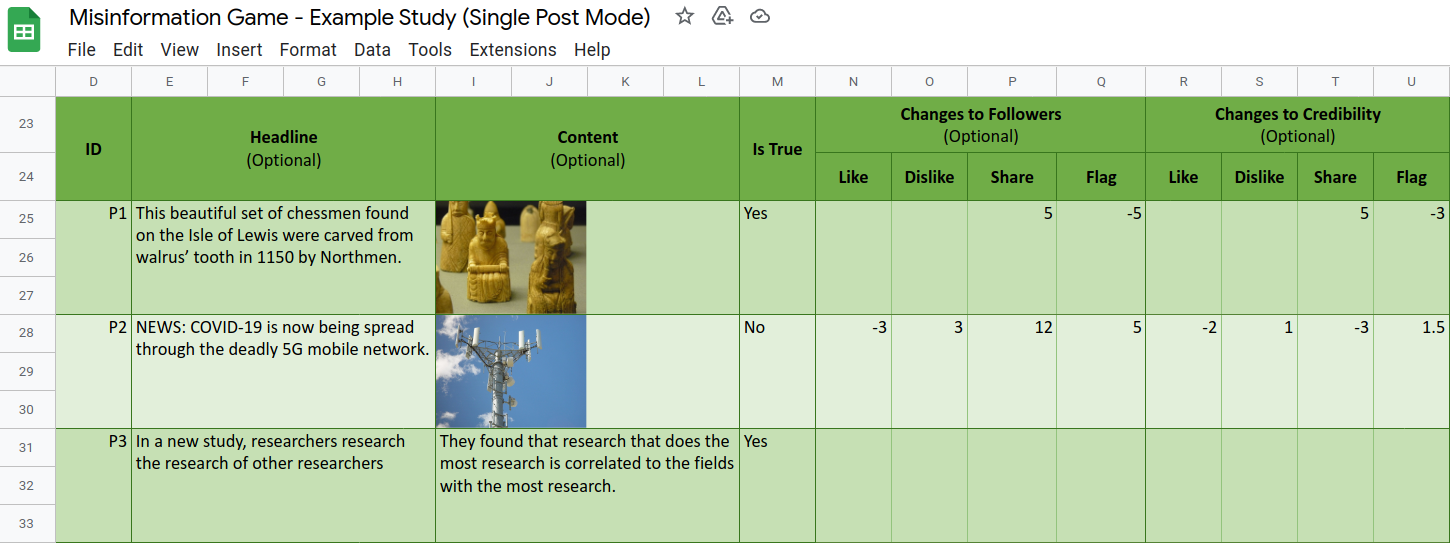 Misinformation Game - Example Study (Single Post Mode)
File Edit View Insert Format Data Tools Extensions Help
D E F G H I J K L M N O P Q R S T U
23
24
ID
Headline
(Optional)
Content
(Optional)
Is True
Changes to Followers
(Optional)
Changes to Credibility
(Optional)
Like Dislike Share Flag Like Dislike Share Flag
25
26
27
P1
This beautiful set of chessmen found
on the Isle of Lewis were carved from
walrus’ tooth in 1150 by Northmen.
Yes
5 -5 5 -3
28
29
30
P2
NEWS: COVID-19 is now being spread
through the deadly 5G mobile network.
No
-3 3 12 5 -2 1 -3 1.5
31
32
33
P3
In a new study, researchers research
the research of other researchers
They found that research that does the
most research is correlated to the fields
with the most research.
Yes